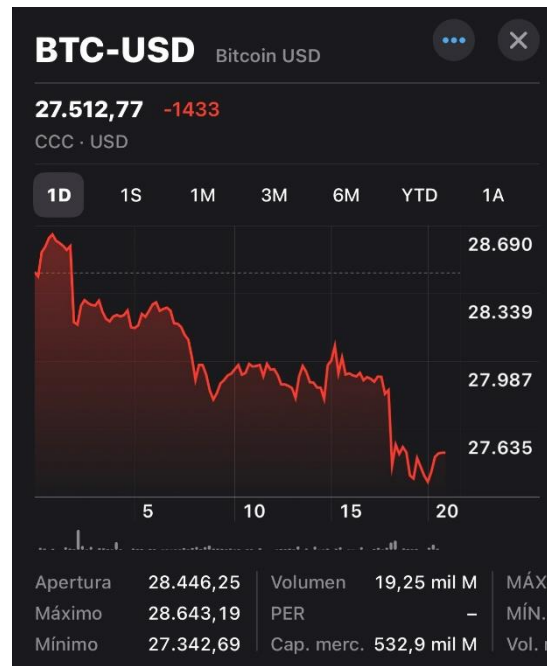 BTC-USD Bitcoin USD
27.512,77 -1433
CCC · USD
1D 1S 1M 3M 6M YTD 1A
28.690
28.339
27.987
27.635
5 10 15 20
Apertura 28.446,25 Volumen 19,25 mil M MÁX
Máximo 28.643,19 PER – MÍN.
Mínimo 27.342,69 Cap. merc. 532,9 mil M Vol.